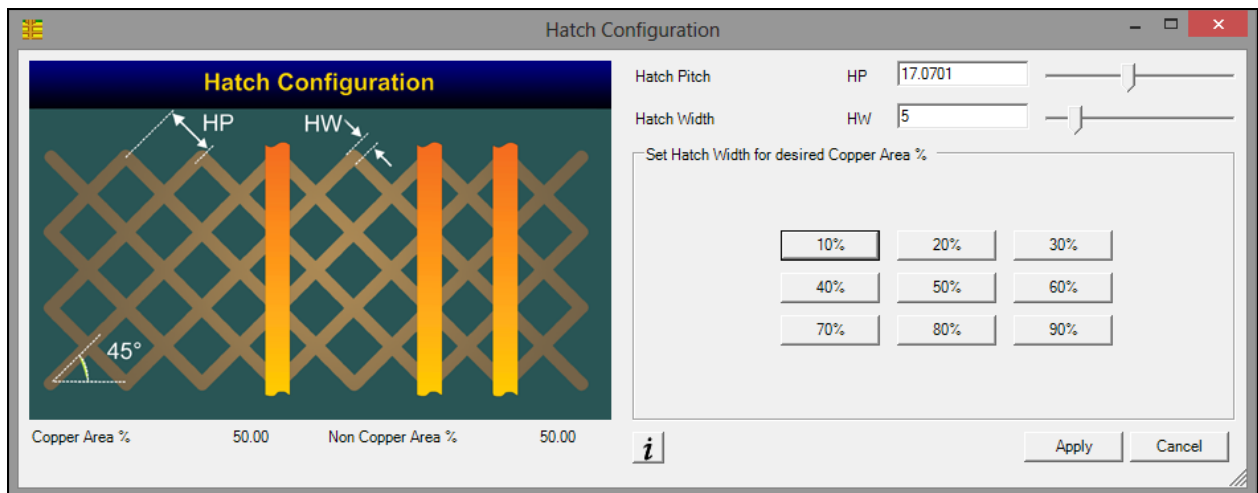 Hatch Configuration
Hatch Configuration
HP
HW
45°
Copper Area % 50.00 Non Copper Area % 50.00
Hatch Pitch HP 17.0701
Hatch Width HW 5
Set Hatch Width for desired Copper Area %
10% 20% 30%
40% 50% 60%
70% 80% 90%
i
Apply Cancel